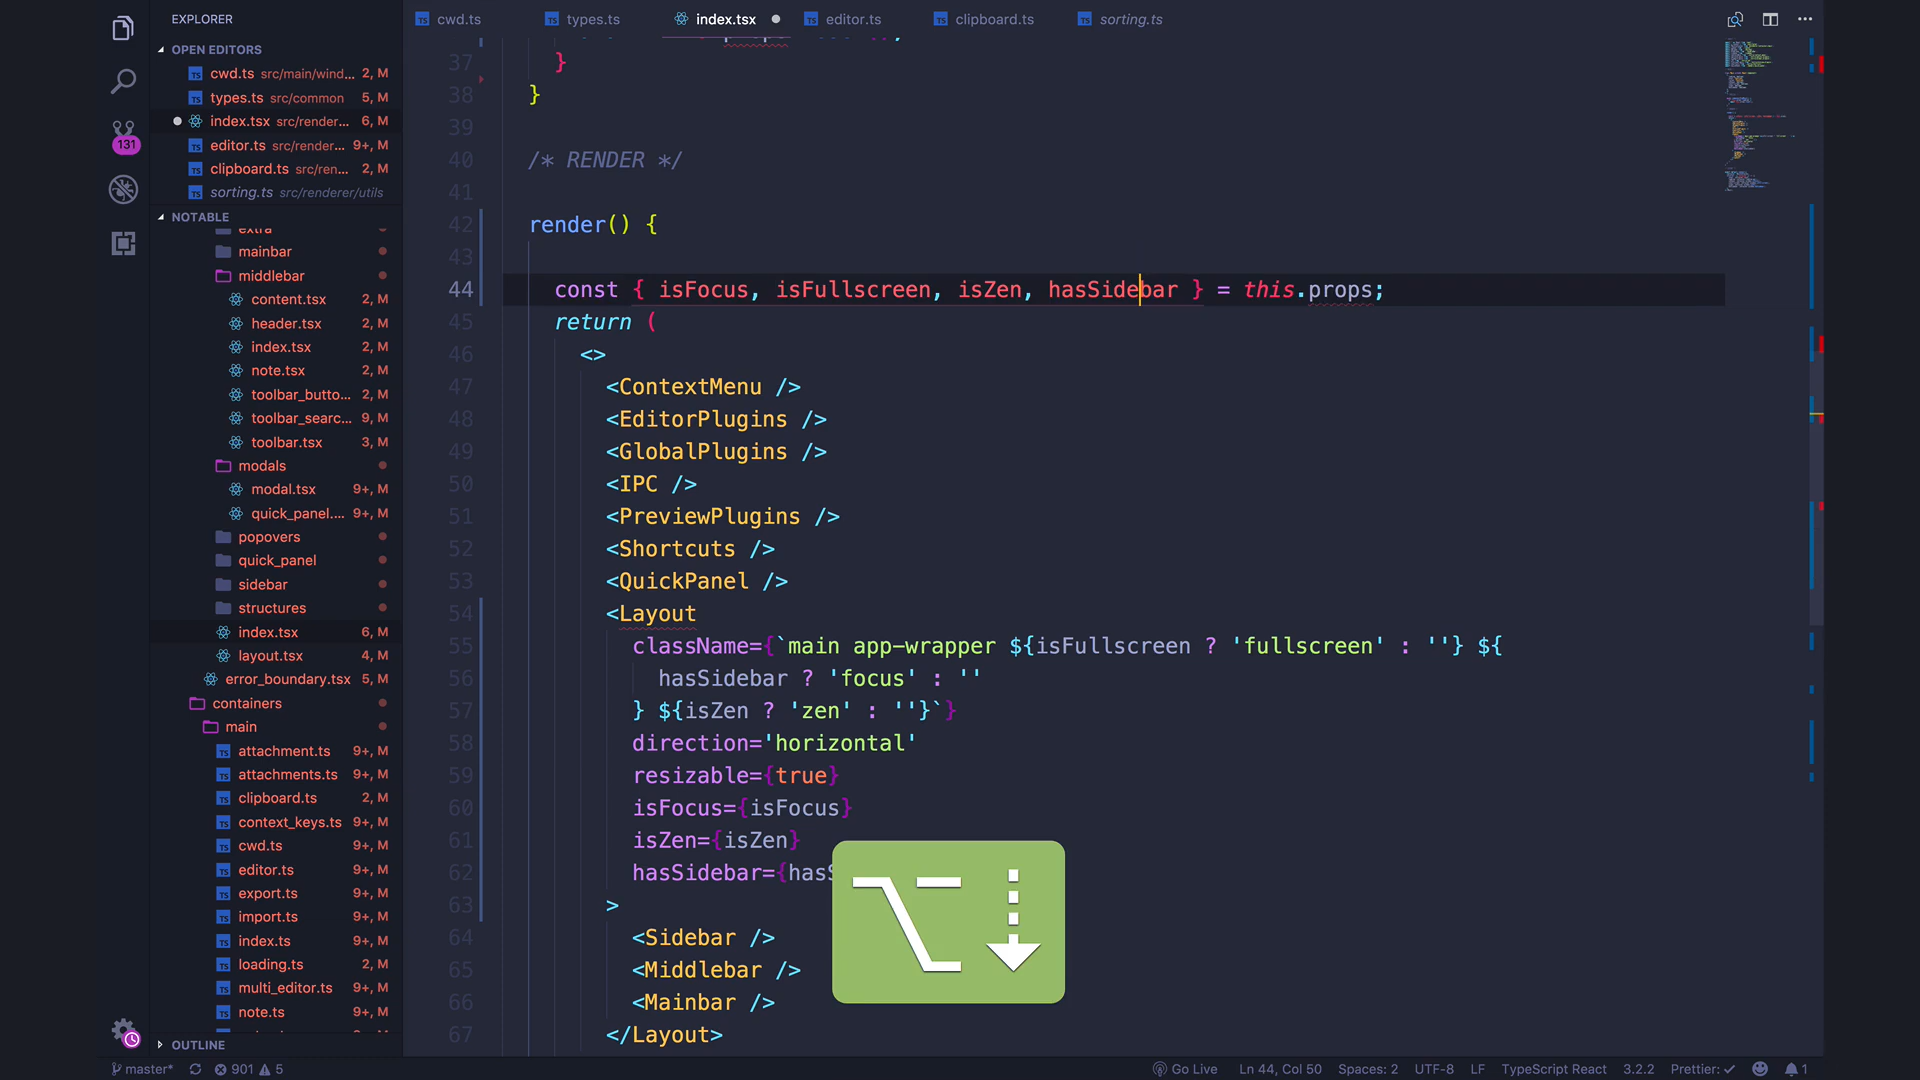 EXPLORER
OPEN EDITORS
cwd.ts src/main/wind... 2, M
types.ts src/common 5, M
index.tsx src/render... 6, M
editor.ts src/render... 9+, M
clipboard.ts src/ren... 2, M
sorting.ts src/renderer/utils
NOTABLE
extra
mainbar
middlebar
content.tsx 2, M
header.tsx 2, M
index.tsx 2, M
note.tsx 2, M
toolbar_butto... 2, M
toolbar_searc... 9, M
toolbar.tsx 3, M
modals
modal.tsx 9+, M
quick_panel.... 9+, M
popovers
quick_panel
sidebar
structures
index.tsx 6, M
layout.tsx 4, M
error_boundary.tsx 5, M
containers
main
attachment.ts 9+, M
attachments.ts 9+, M
clipboard.ts 2, M
context_keys.ts 9+, M
cwd.ts 9+, M
editor.ts 9+, M
export.ts 9+, M
import.ts 9+, M
index.ts 9+, M
loading.ts 2, M
multi_editor.ts 9+, M
note.ts 9+, M
OUTLINE
131
cwd.ts types.ts index.tsx editor.ts clipboard.ts sorting.ts
37 }
38 }
39
40 /* RENDER */
41
42 render() {
43
44 const { isFocus, isFullscreen, isZen, hasSidebar } = this.props;
45 return (
46 <>
47 <ContextMenu />
48 <EditorPlugins />
49 <GlobalPlugins />
50 <IPC />
51 <PreviewPlugins />
52 <Shortcuts />
53 <QuickPanel />
54 <Layout
55 className={`main app-wrapper ${isFullscreen ? 'fullscreen' : ''} ${
56 hasSidebar ? 'focus' : ''
57 } ${isZen ? 'zen' : ''}`}
58 direction='horizontal'
59 resizable={true}
60 isFocus={isFocus}
61 isZen={isZen}
62 hasSidebar={has
63 >
64 <Sidebar />
65 <Middlebar />
66 <Mainbar />
67 </Layout>
master* 901 5 Go Live Ln 44, Col 50 Spaces: 2 UTF-8 LF TypeScript React 3.2.2 Prettier: ✓ 1